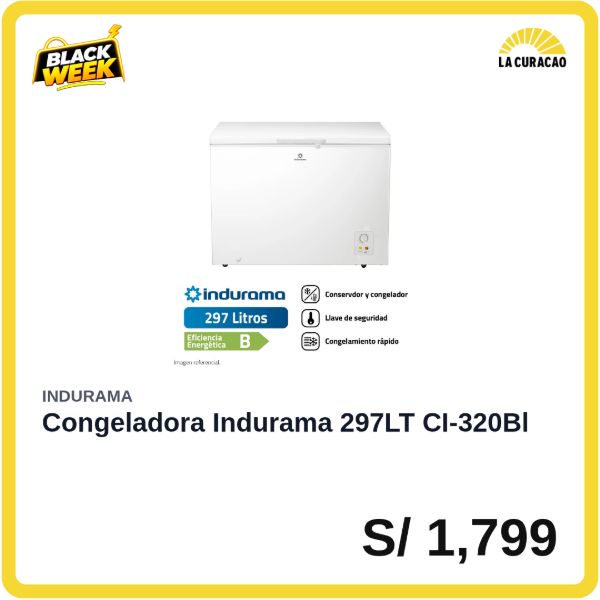 BLACK
WEEK
LA CURACAO
indurama
indurama
297 Litros
Eficiencia
Energética
B
Conservdor y congelador
Llave de seguridad
Congelamiento rápido
Imagen referencial.
INDURAMA
Congeladora Indurama 297LT CI-320Bl
S/ 1,799